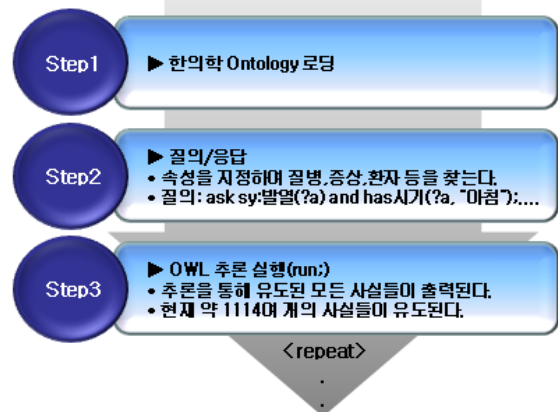 Step1
▶ 한의학 Ontology 로딩
Step2
▶ 질의/응답
• 속성을 지정하며 질병,증상,환자 등을 찾는다.
• 질의: ask sy:발열(?a) and has시기(?a, "아침");....
Step3
▶ OWL 추론 실행(run;)
• 추론을 통해 유도된 모든 사실들이 출력된다.
• 현재 약 1114여 개의 사실들이 유도된다.
<repeat>
.
.